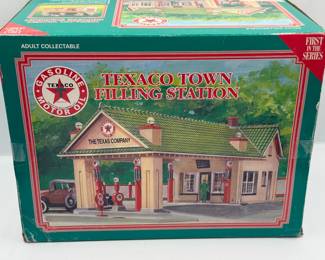 ADULT COLLECTABLE
FIRST
IN THE
SERIES
GASOLINE
TEXACO
MOTOR OIL
TEXACO TOWN
FILLING STATION
THE TEXAS COMPANY